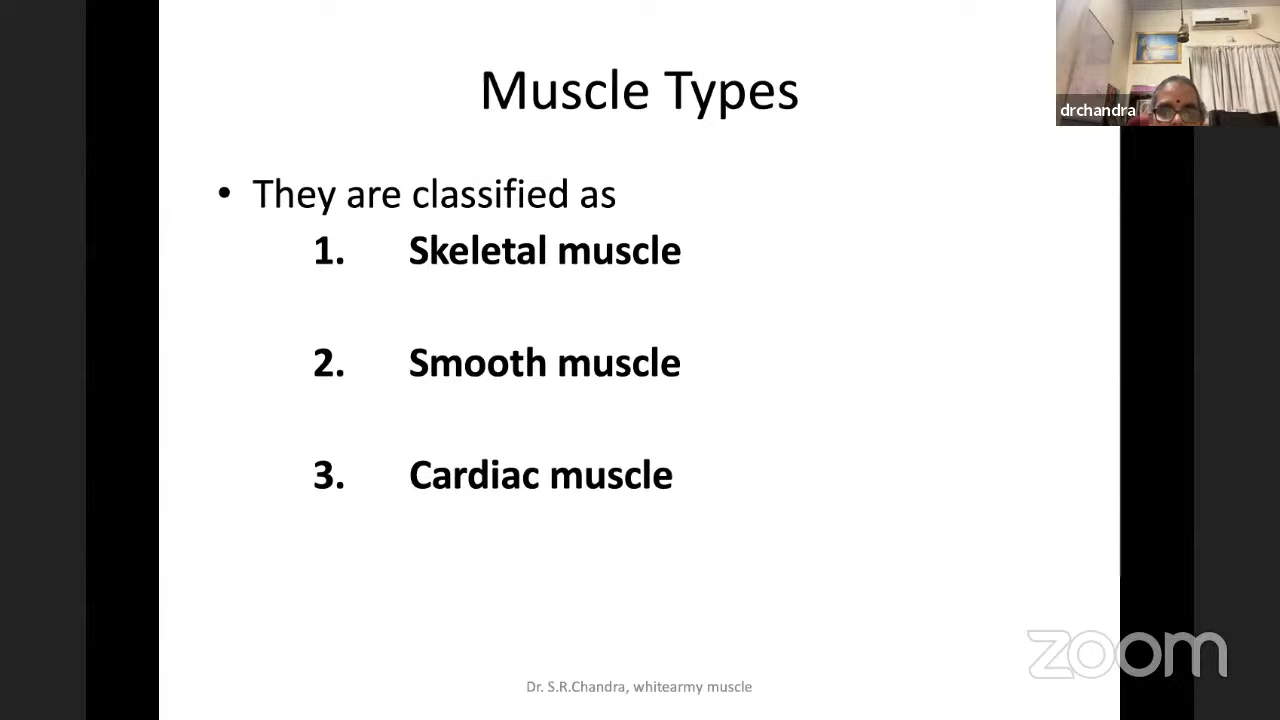 Muscle Types
drchandra
• They are classified as
1. Skeletal muscle
2. Smooth muscle
3. Cardiac muscle
zoom
Dr. S.R.Chandra, whitearmy muscle